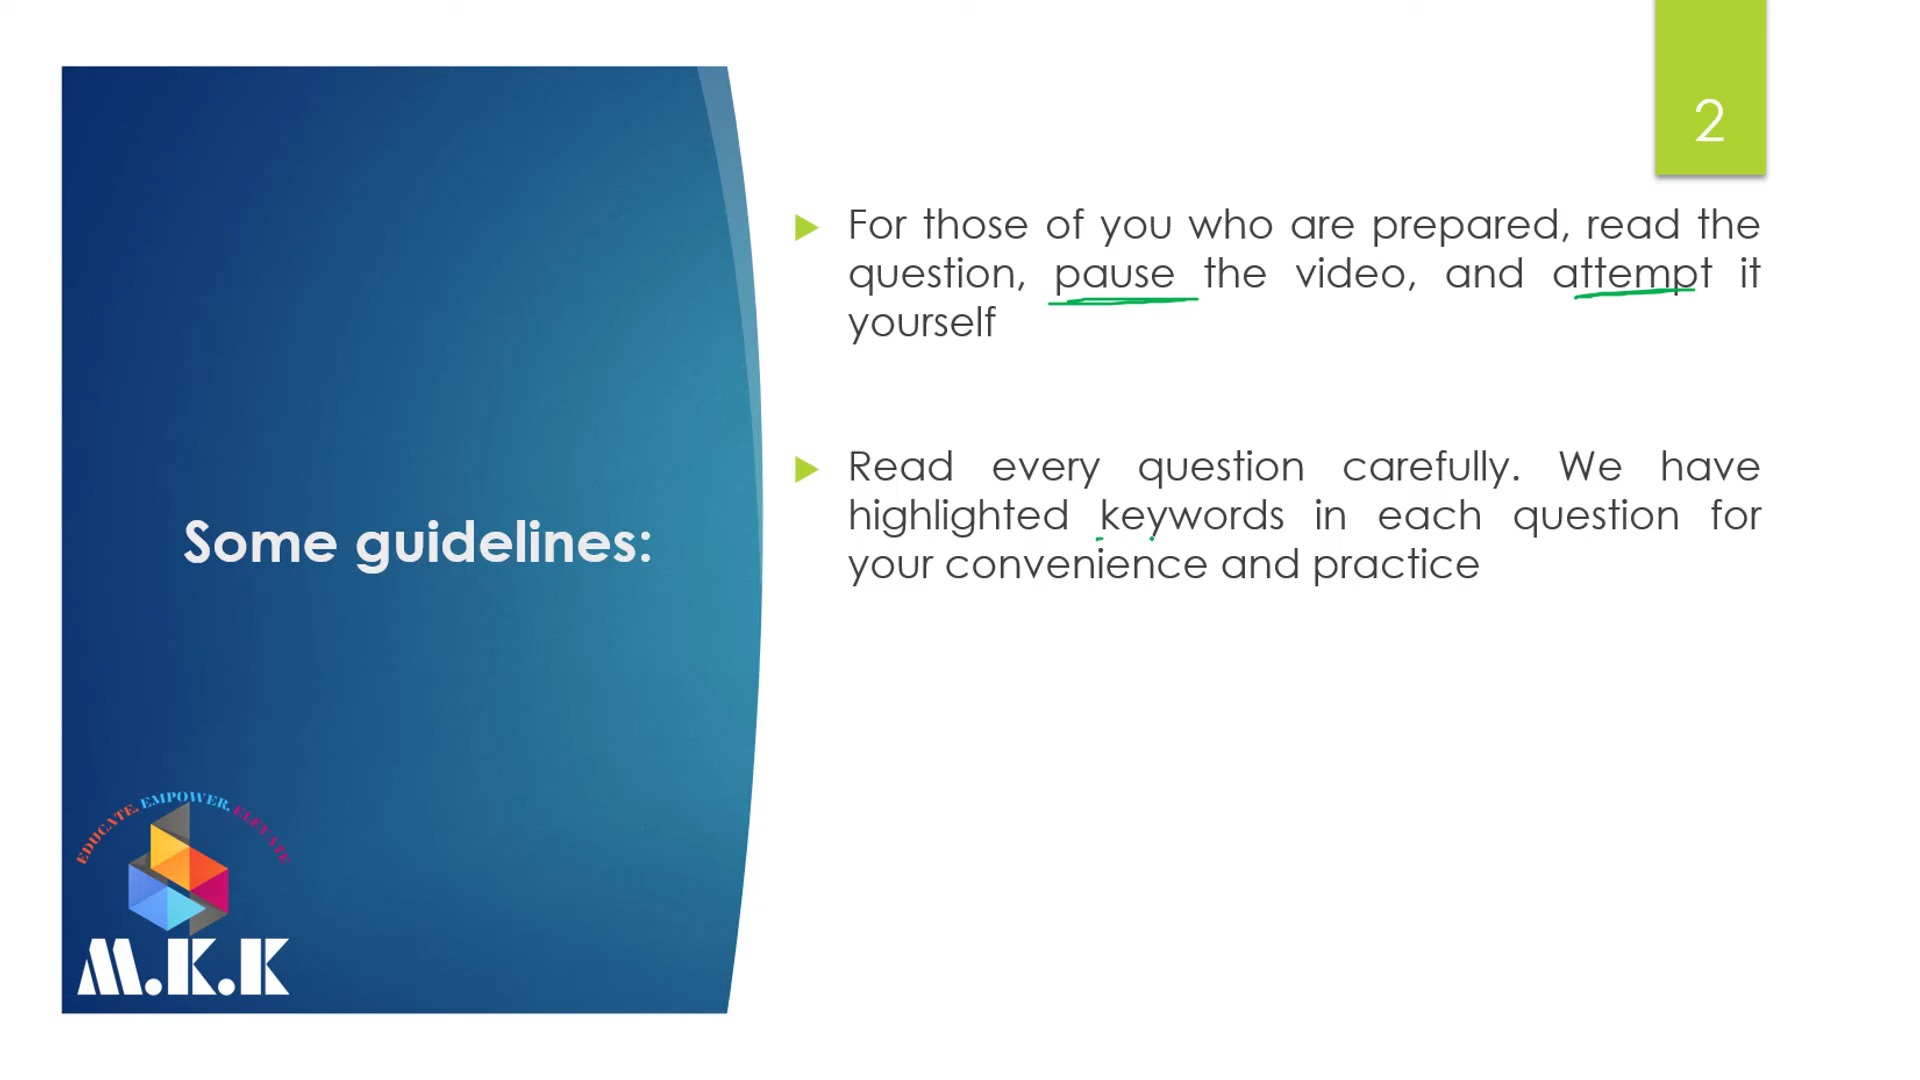 2
For those of you who are prepared, read the
question, pause the video, and attempt it
yourself
Read every question carefully. We have
highlighted keywords in each question for
your convenience and practice
Some guidelines:
EDUCATE. EMPOWER. ELEVATE
M.K.K